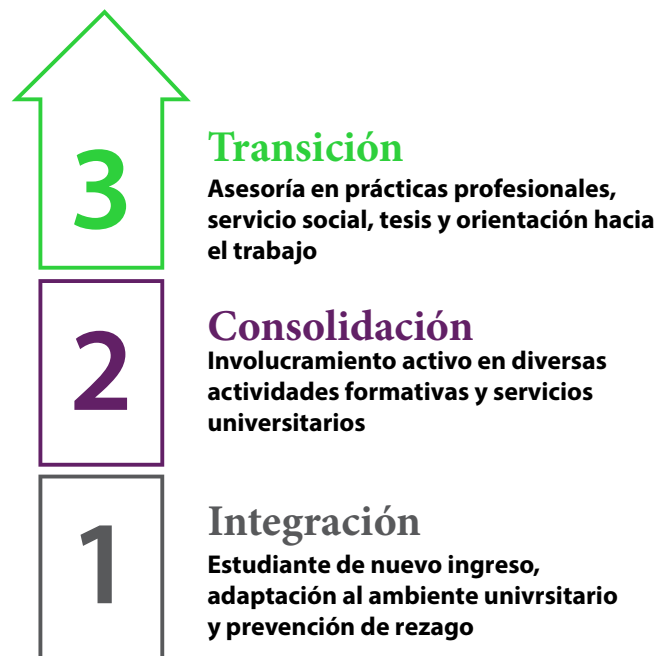 3
Transición
Asesoría en prácticas profesionales,
servicio social, tesis y orientación hacia
el trabajo
2
Consolidación
Involucramiento activo en diversas
actividades formativas y servicios
universitarios
1
Integración
Estudiante de nuevo ingreso,
adaptación al ambiente univrsitario
y prevención de rezago